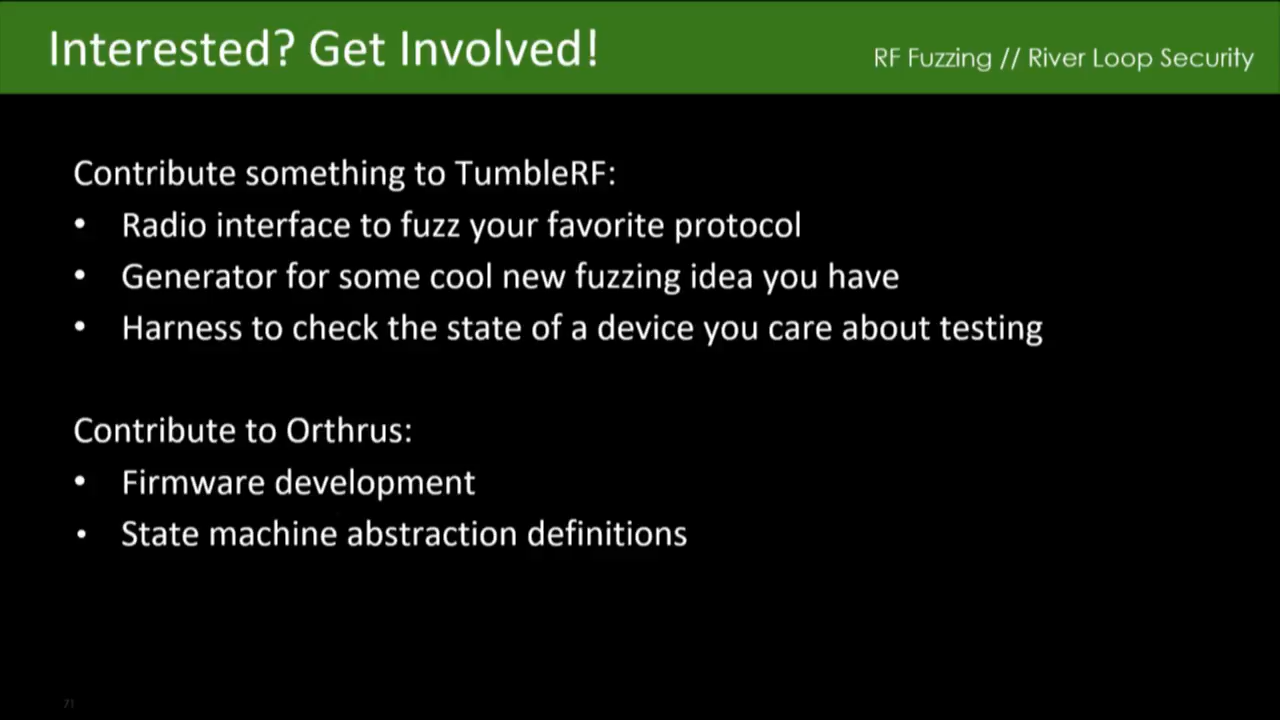 Interested? Get Involved!
RF Fuzzing // River Loop Security
Contribute something to TumbleRF:
• Radio interface to fuzz your favorite protocol
• Generator for some cool new fuzzing idea you have
• Harness to check the state of a device you care about testing
Contribute to Orthrus:
• Firmware development
• State machine abstraction definitions
71